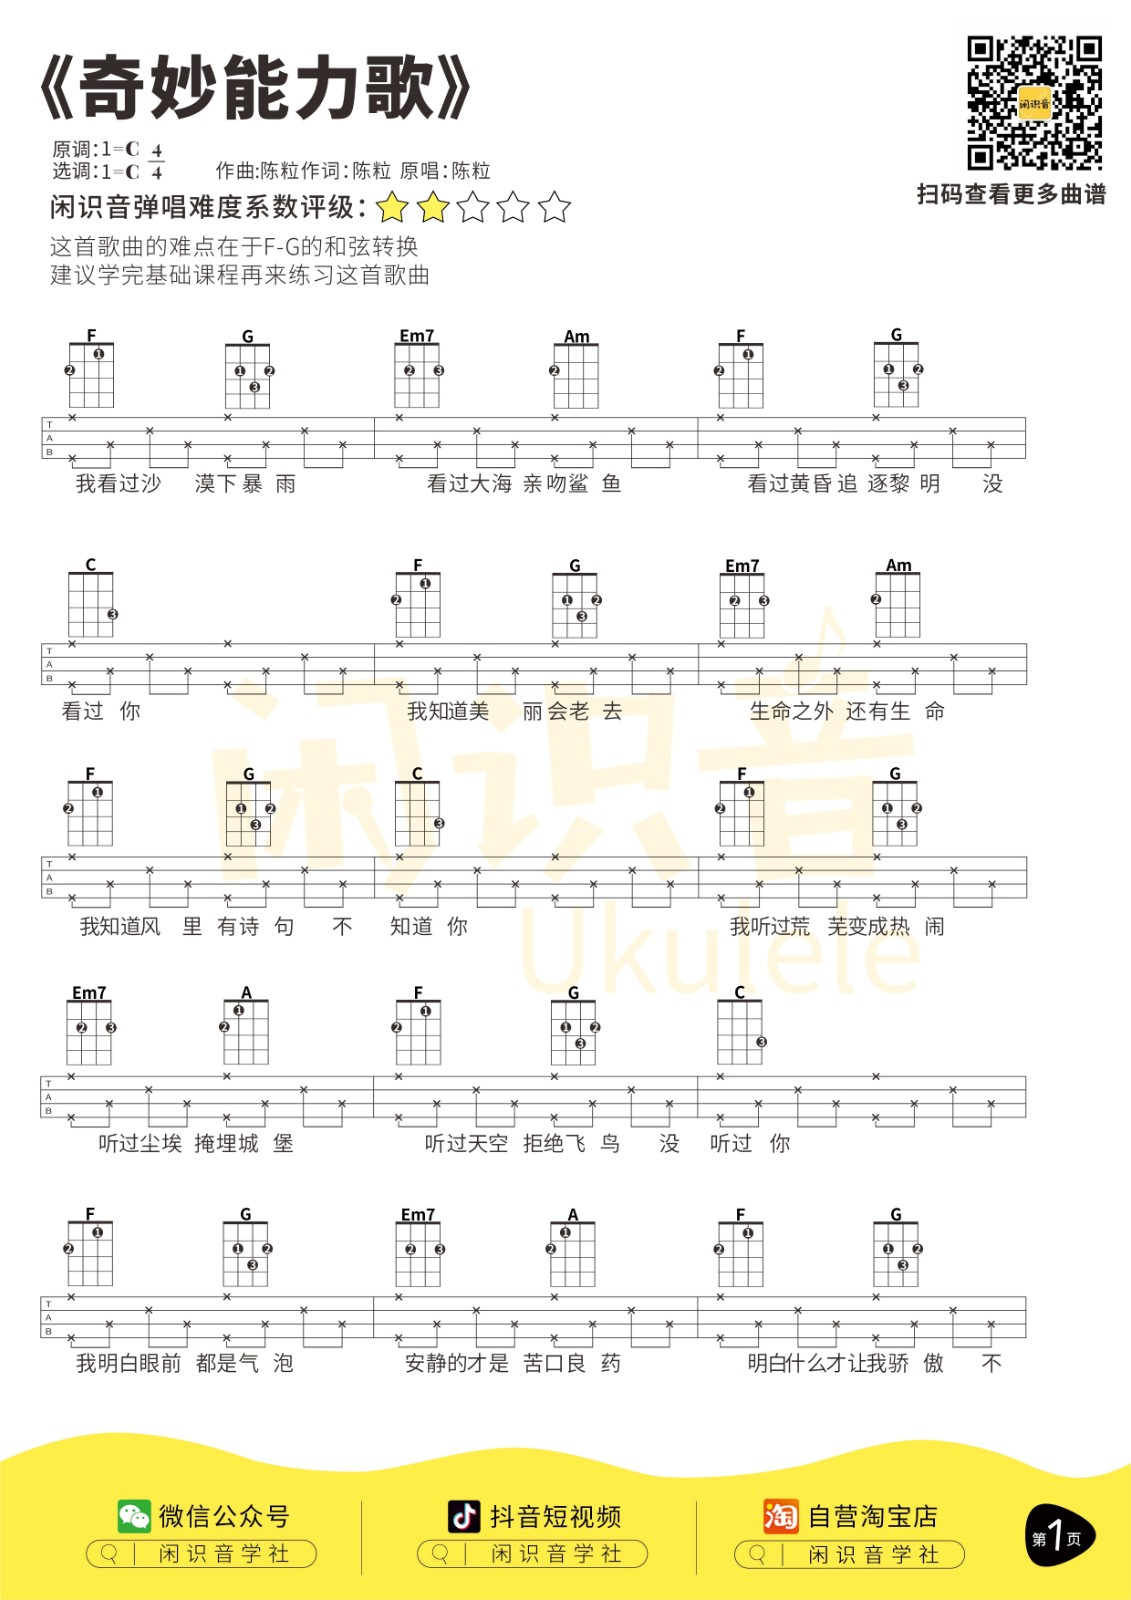 《奇妙能力歌》
原调:1=C 4/4
选调:1=C
作曲:陈粒作词:陈粒 原唱:陈粒
闲识音
扫码查看更多曲谱
闲识音弹唱难度系数评级:
这首歌曲的难点在于F-G的和弦转换
建议学完基础课程再来练习这首歌曲
F G Em7 Am F G
TAB
我看过沙 漠下暴雨 看过大海亲吻鲨鱼 看过黄昏追逐黎明 没
C F G Em7 Am
TAB
看过你 我知道美 丽会老去 生命之外还有生命
F G C F G
TAB
我知道风 里有诗句 不 知道你 我听过荒 芜变成热闹
Em7 A F G C
TAB
听过尘埃掩埋城堡 听过天空拒绝飞鸟 没 听过你
F G Em7 A F G
TAB
我明白眼前都是气泡 安静的才是苦口良药 明白什么才让我骄傲 不
闲识音
Ukulele
微信公众号 抖音短视频 淘 自营淘宝店
闲识音学社 闲识音学社 闲识音学社
第1页